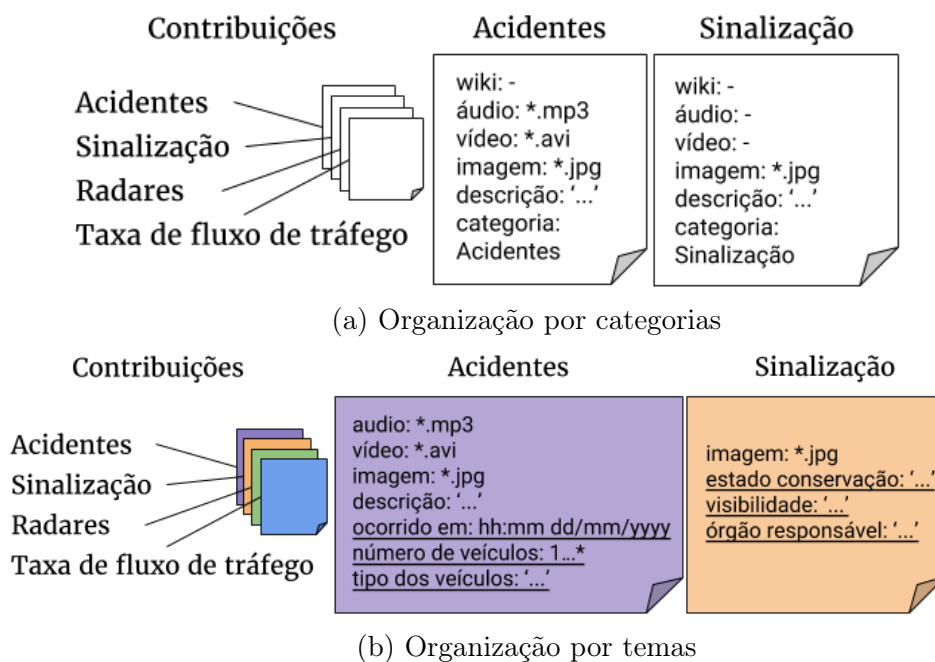 Contribuições
Acidentes
Sinalização
Radares
Taxa de fluxo de tráfego
Acidentes
wiki: -
áudio: *.mp3
vídeo: *.avi
imagem: *.jpg
descrição: ‘...’
categoria:
Acidentes
Sinalização
wiki: -
áudio: -
vídeo: -
imagem: *.jpg
descrição: ‘...’
categoria:
Sinalização
(a) Organização por categorias
Contribuições
Acidentes
Sinalização
Radares
Taxa de fluxo de tráfego
Acidentes
audio: *.mp3
vídeo: *.avi
imagem: *.jpg
descrição: ‘...’
ocorrido em: hh:mm dd/mm/yyyy
número de veículos: 1...*
tipo dos veículos: ‘...’
Sinalização
imagem: *.jpg
estado conservação: ‘...’
visibilidade: ‘...’
órgão responsável: ‘...’
(b) Organização por temas